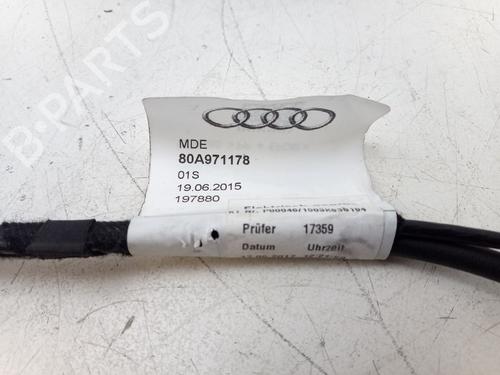 B-PARTS
MDE
80A971178
01S
19.06.2015
197880
Prüfer 17359
Datum Uhrzeit